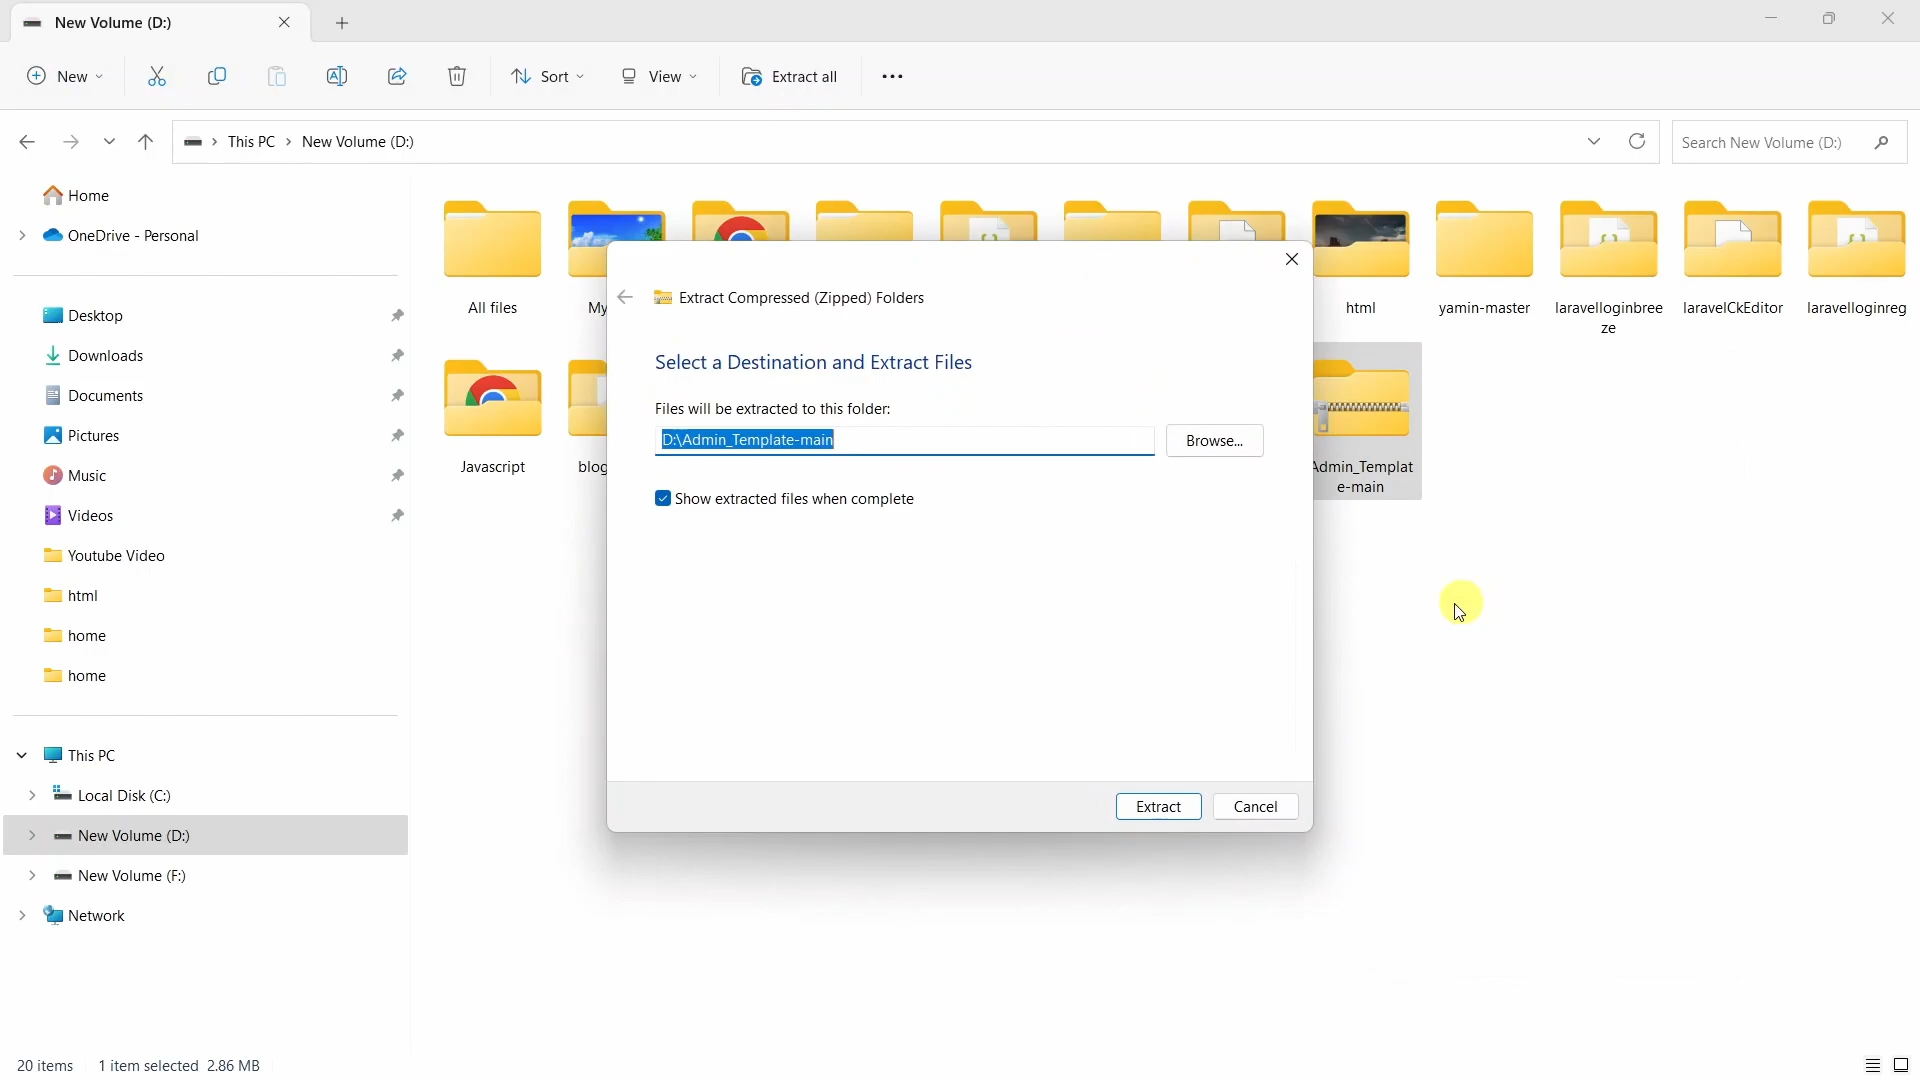 New Volume (D:)
New
Sort
View
Extract all
This PC
New Volume (D:)
Search New Volume (D:)
Home
OneDrive - Personal
Desktop
Downloads
Documents
Pictures
Music
Videos
Youtube Video
html
home
home
This PC
Local Disk (C:)
New Volume (D:)
New Volume (F:)
Network
All files
My
html
yamin-master
laravelloginbree
ze
laravelCkEditor
laravelloginreg
Javascript
blog
Admin_Templat
e-main
Extract Compressed (Zipped) Folders
Select a Destination and Extract Files
Files will be extracted to this folder:
D:\Admin_Template-main
Browse...
Show extracted files when complete
Extract
Cancel
20 items
1 item selected 2.86 MB